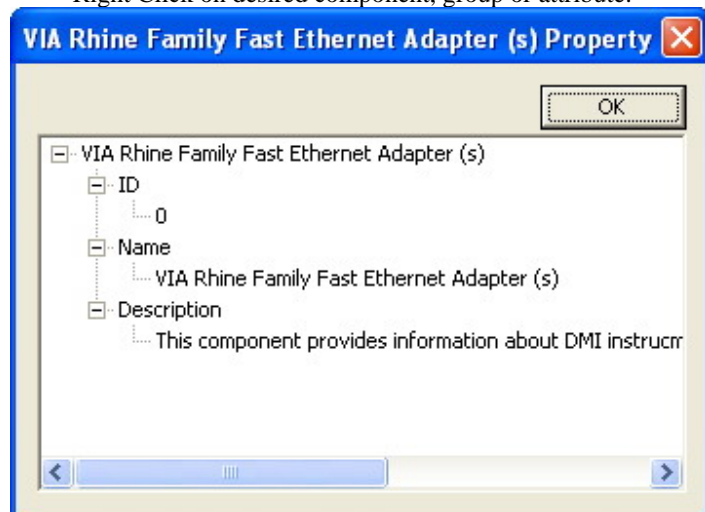 Right Click on desired component, group or attribute.
VIA Rhine Family Fast Ethernet Adapter (s) Property
OK
VIA Rhine Family Fast Ethernet Adapter (s)
ID
0
Name
VIA Rhine Family Fast Ethernet Adapter (s)
Description
This component provides information about DMI